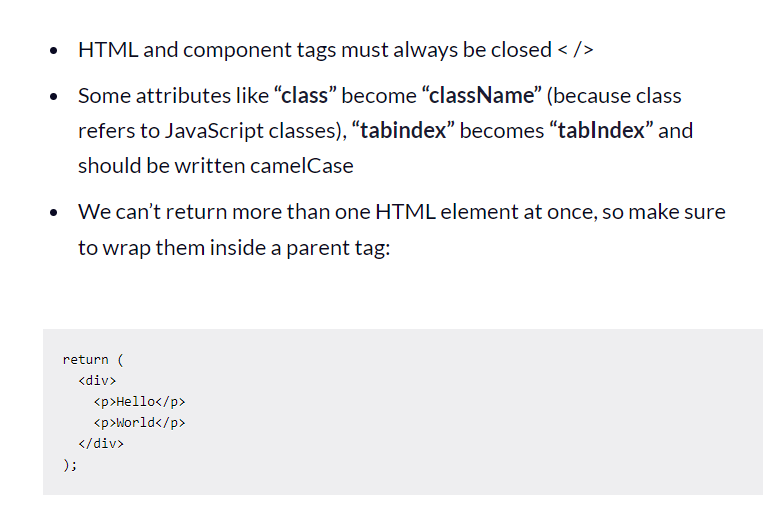 • HTML and component tags must always be closed < />
• Some attributes like “class” become “className” (because class
refers to JavaScript classes), “tabindex” becomes “tabIndex” and
should be written camelCase
• We can’t return more than one HTML element at once, so make sure
to wrap them inside a parent tag:
return (
  <div>
    <p>Hello</p>
    <p>World</p>
  </div>
);